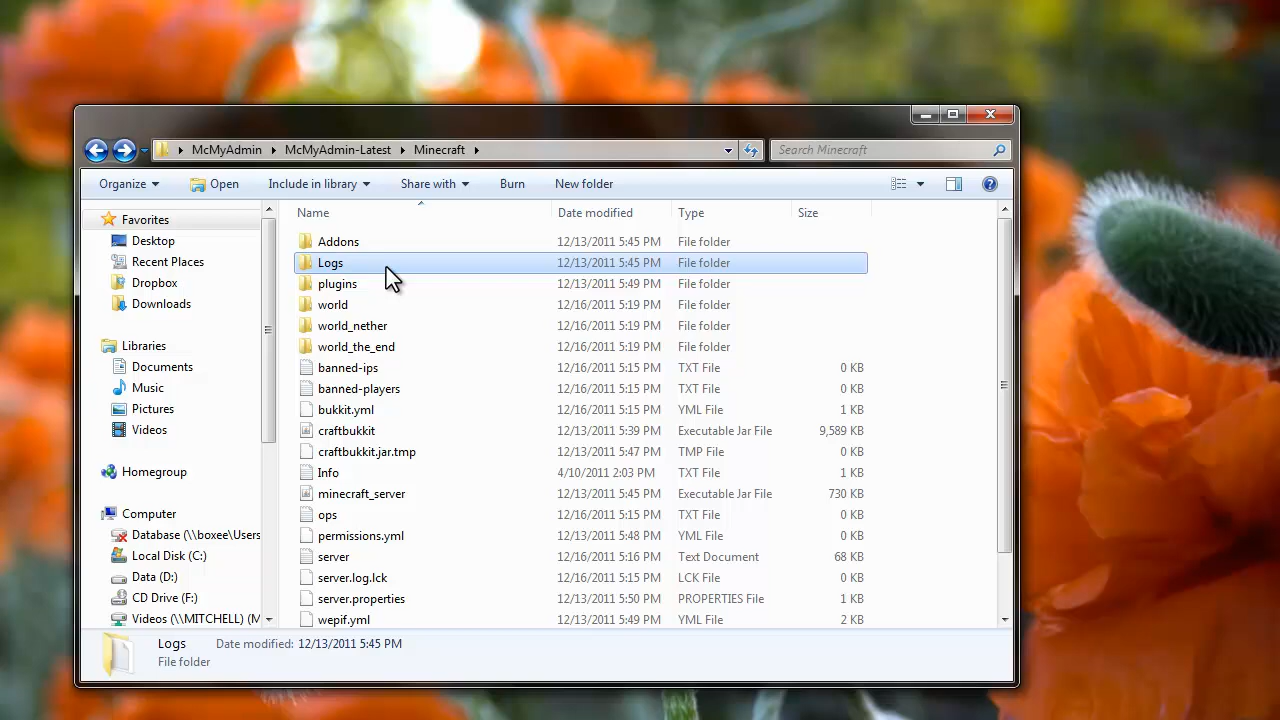 McMyAdmin McMyAdmin-Latest Minecraft Search Minecraft
Organize Open Include in library Share with Burn New folder
Favorites
Desktop
Recent Places
Dropbox
Downloads
Libraries
Documents
Music
Pictures
Videos
Homegroup
Computer
Database (\\boxee\Users
Local Disk (C:)
Data (D:)
CD Drive (F:)
Videos (\\MITCHELL) (M
Name Date modified Type Size
Addons 12/13/2011 5:45 PM File folder
Logs 12/13/2011 5:45 PM File folder
plugins 12/13/2011 5:49 PM File folder
world 12/16/2011 5:19 PM File folder
world_nether 12/16/2011 5:19 PM File folder
world_the_end 12/16/2011 5:19 PM File folder
banned-ips 12/16/2011 5:15 PM TXT File 0 KB
banned-players 12/16/2011 5:15 PM TXT File 0 KB
bukkit.yml 12/16/2011 5:15 PM YML File 1 KB
craftbukkit 12/13/2011 5:39 PM Executable Jar File 9,589 KB
craftbukkit.jar.tmp 12/13/2011 5:47 PM TMP File 0 KB
Info 4/10/2011 2:03 PM TXT File 1 KB
minecraft_server 12/13/2011 5:45 PM Executable Jar File 730 KB
ops 12/13/2011 5:45 PM TXT File 0 KB
permissions.yml 12/13/2011 5:48 PM YML File 0 KB
server 12/16/2011 5:16 PM Text Document 68 KB
server.log.lck 12/16/2011 5:15 PM LCK File 0 KB
server.properties 12/13/2011 5:50 PM PROPERTIES File 1 KB
wepif.yml 12/13/2011 5:49 PM YML File 2 KB
Logs Date modified: 12/13/2011 5:45 PM
File folder